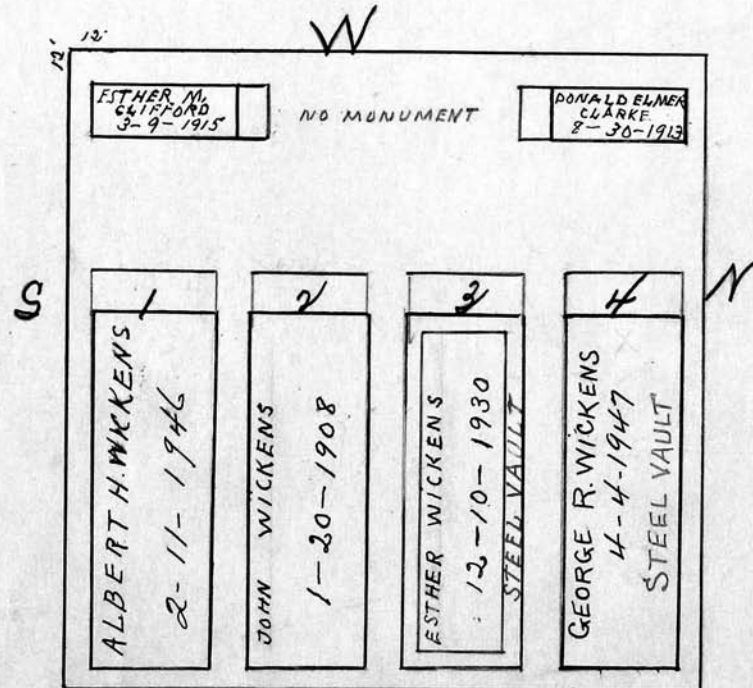 W
12'
12'
ESTHER M.
CLIFFORD
3-9-1915
NO MONUMENT
DONALD ELMER
CLARKE
8-30-1913
S
N
1
ALBERT H. WICKENS
2-11-1946
2
JOHN WICKENS
1-20-1908
3
ESTHER WICKENS
12-10-1930
STEEL VAULT
4
GEORGE R. WICKENS
4-4-1947
STEEL VAULT